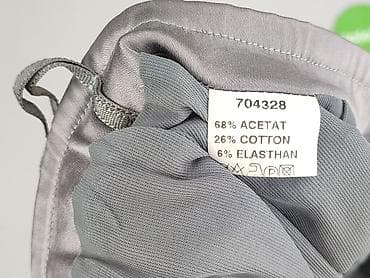 704328
68% ACETAT
26% COTTON
6% ELASTHAN